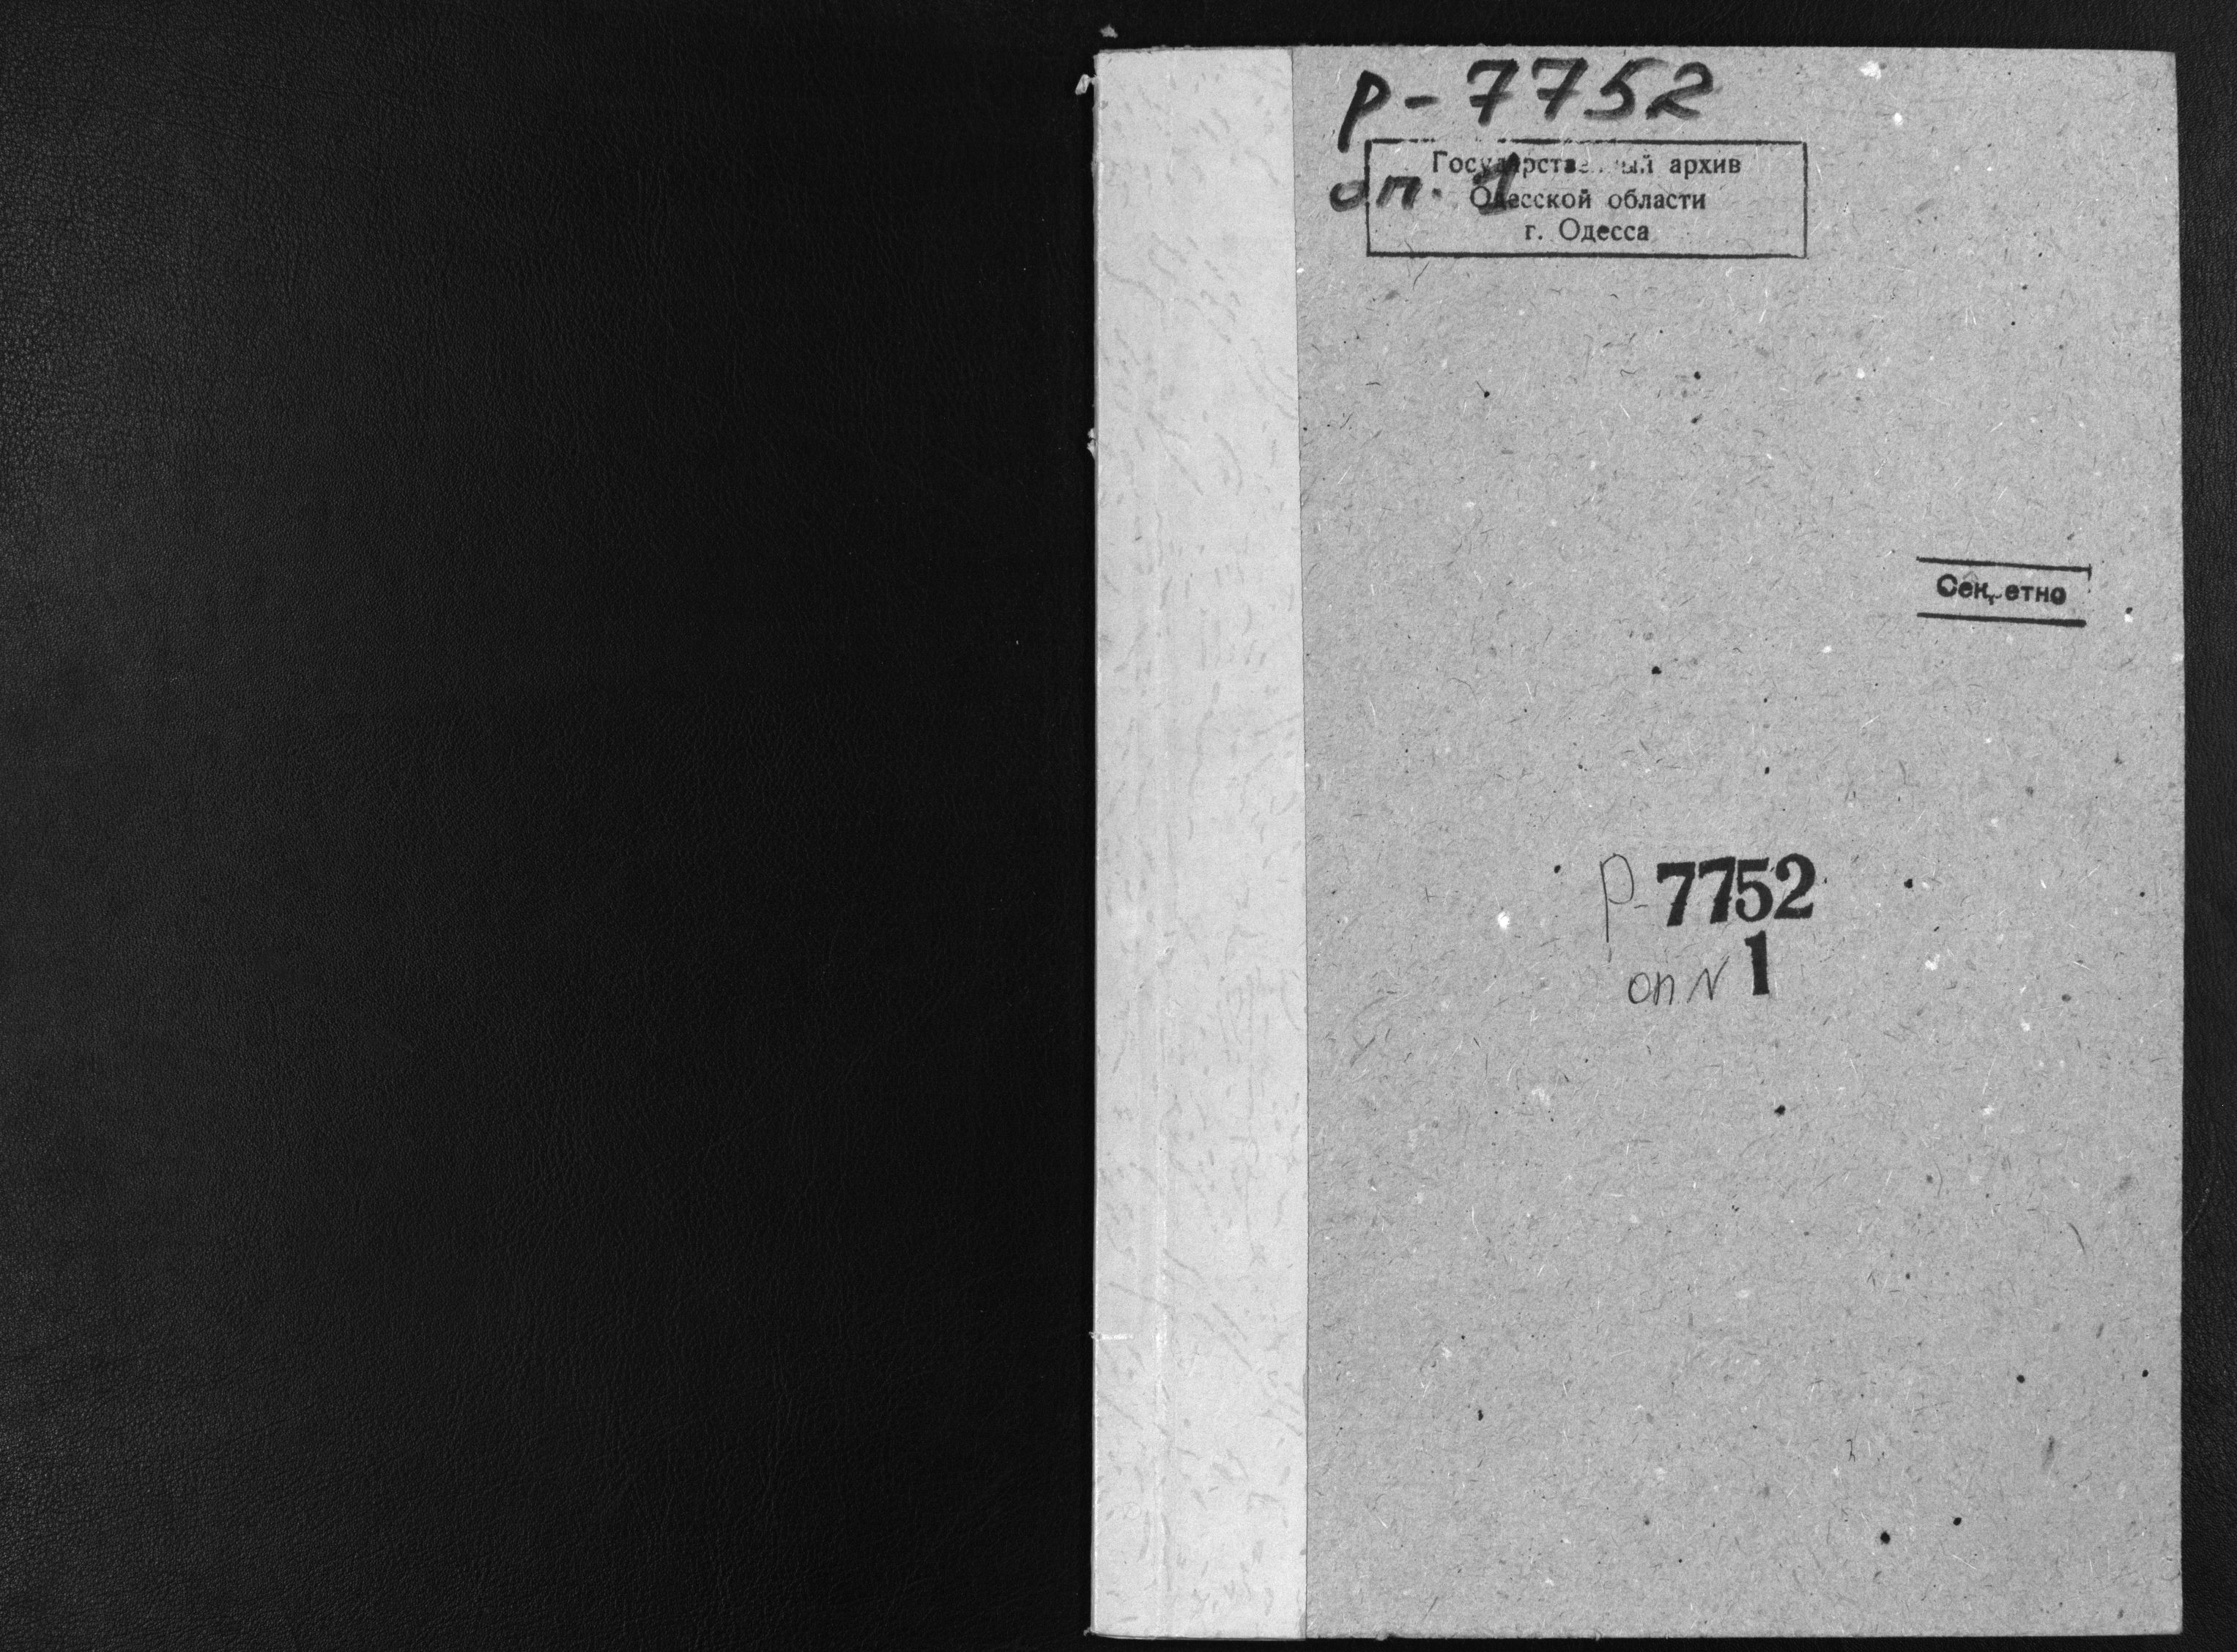 р-7752
Государственный архив
оп. 1
Одесской области
г. Одесса
Секретно
р-7752
оп N 1